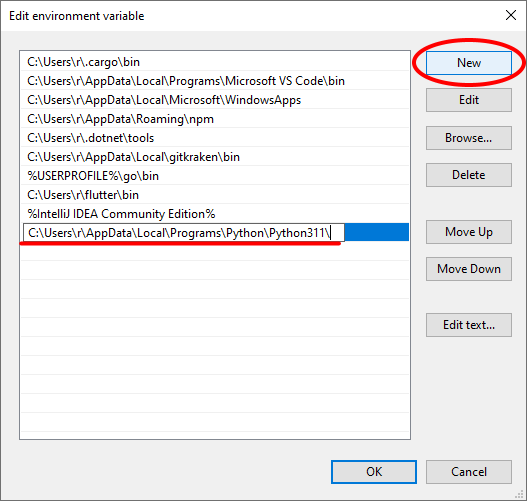 Edit environment variable
C:\Users\r\.cargo\bin
C:\Users\r\AppData\Local\Programs\Microsoft VS Code\bin
C:\Users\r\AppData\Local\Microsoft\WindowsApps
C:\Users\r\AppData\Roaming\npm
C:\Users\r\.dotnet\tools
C:\Users\r\AppData\Local\gitkraken\bin
%USERPROFILE%\go\bin
C:\Users\r\flutter\bin
%IntelliJ IDEA Community Edition%
C:\Users\r\AppData\Local\Programs\Python\Python311\
New
Edit
Browse...
Delete
Move Up
Move Down
Edit text...
OK
Cancel